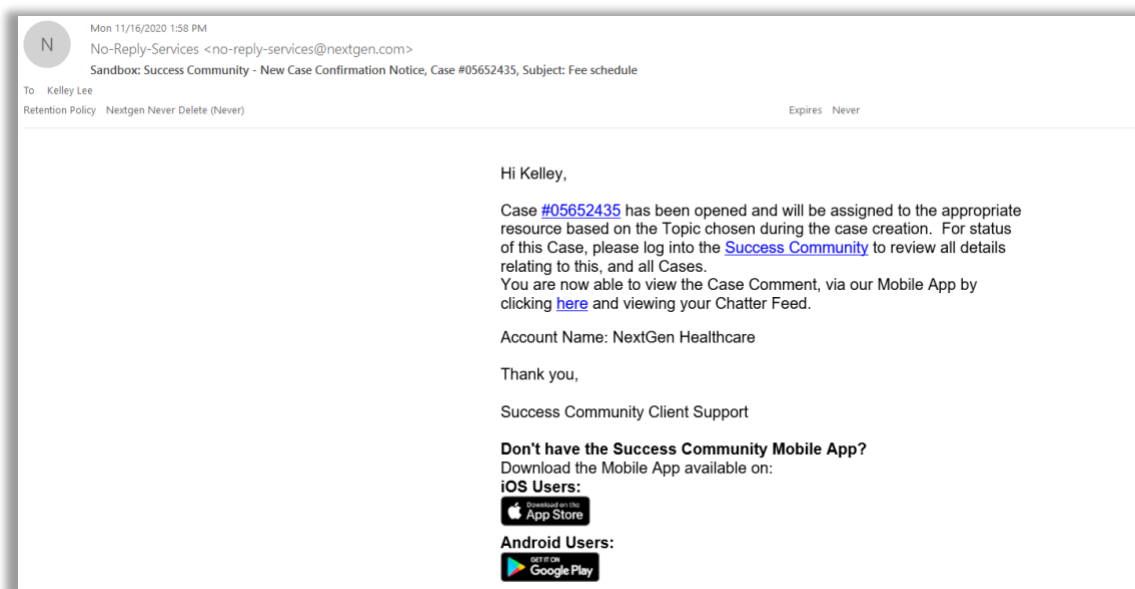 Mon 11/16/2020 1:58 PM
N
No-Reply-Services <no-reply-services@nextgen.com>
Sandbox: Success Community - New Case Confirmation Notice, Case #05652435, Subject: Fee schedule
To Kelley Lee
Retention Policy Nextgen Never Delete (Never) Expires Never
Hi Kelley,
Case #05652435 has been opened and will be assigned to the appropriate
resource based on the Topic chosen during the case creation. For status
of this Case, please log into the Success Community to review all details
relating to this, and all Cases.
You are now able to view the Case Comment, via our Mobile App by
clicking here and viewing your Chatter Feed.
Account Name: NextGen Healthcare
Thank you,
Success Community Client Support
Don't have the Success Community Mobile App?
Download the Mobile App available on:
iOS Users:
Download on the
App Store
Android Users:
GET IT ON
Google Play